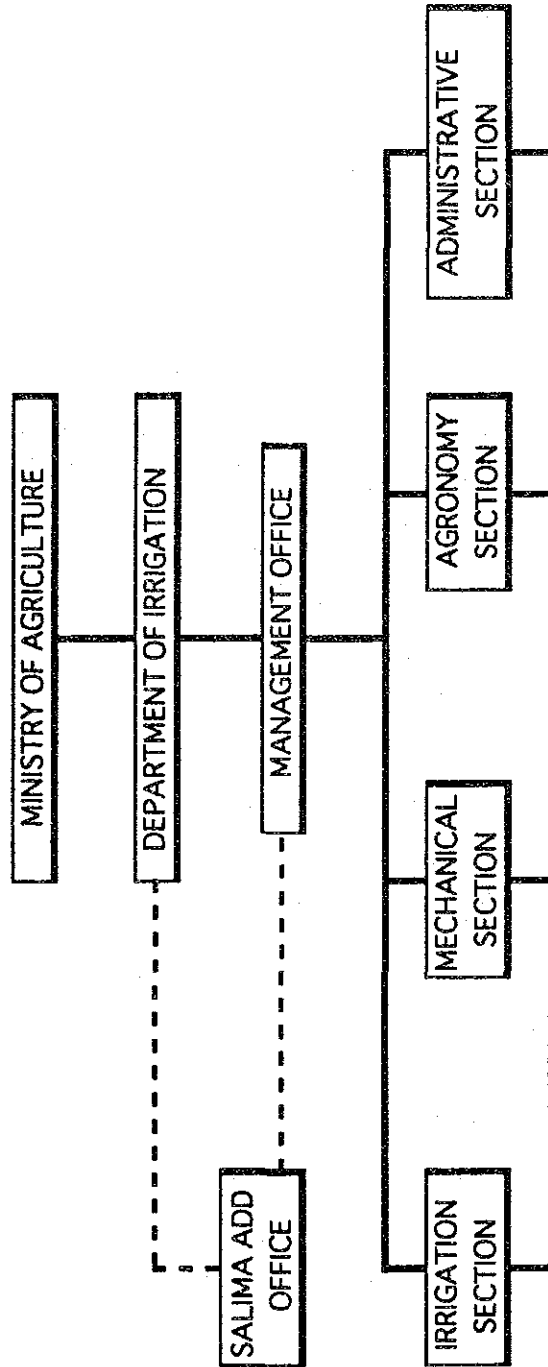 MINISTRY OF AGRICULTURE
DEPARTMENT OF IRRIGATION
SALIMA ADD
OFFICE
MANAGEMENT OFFICE
IRRIGATION
SECTION
MECHANICAL
SECTION
AGRONOMY
SECTION
ADMINISTRATIVE
SECTION